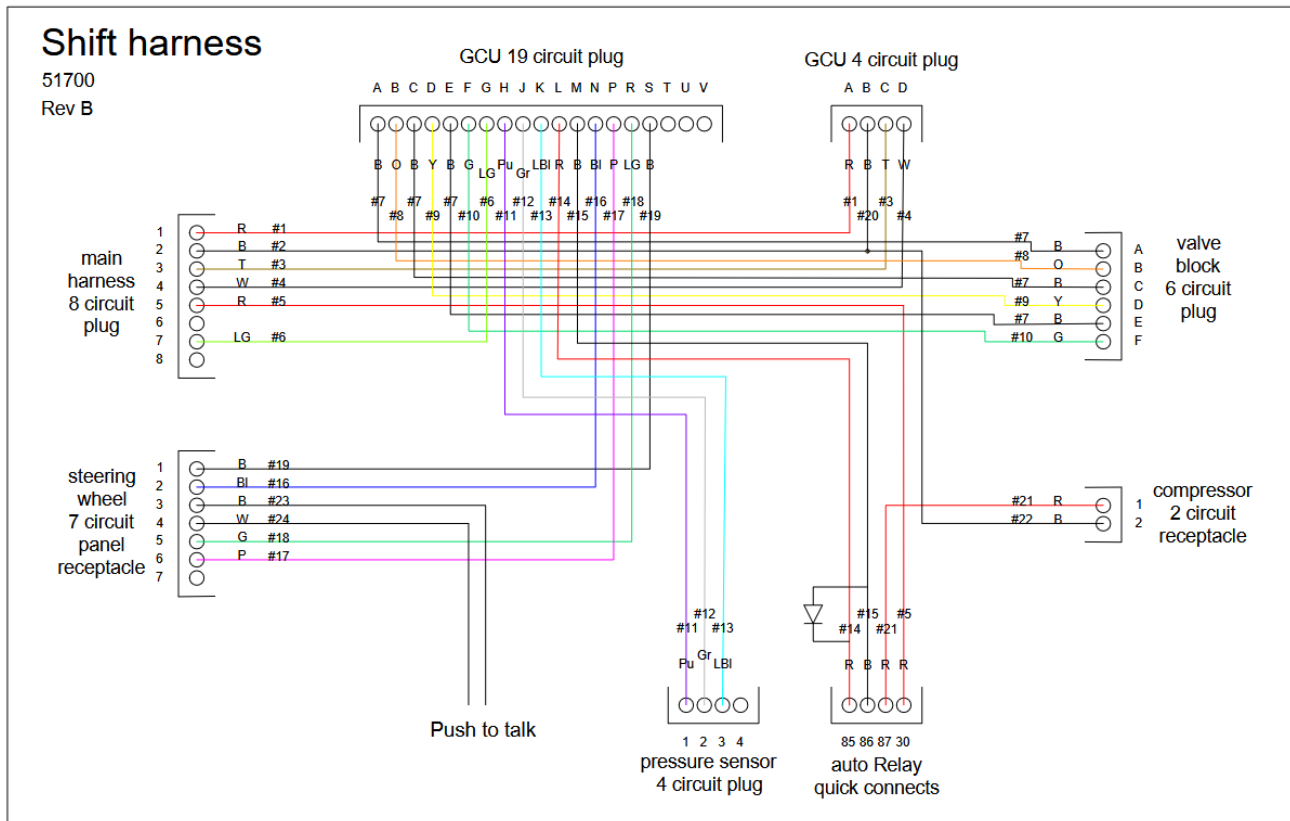 Shift harness
51700
Rev B
GCU 19 circuit plug
A B C D E F G H J K L M N P R S T U V
B O B Y B G LG Pu Gr LBl R B Bl P LG B
#7 #8 #7 #9 #7 #10 #6 #11 #12 #13 #14 #15 #16 #17 #18 #19
GCU 4 circuit plug
A B C D
R B T W
#1 #20 #3 #4
main
harness
8 circuit
plug
1 R #1
2 B #2
3 T #3
4 W #4
5 R #5
6
7 LG #6
8
valve
block
6 circuit
plug
#7 B A
#8 O B
#7 B C
#9 Y D
#7 B E
#10 G F
steering
wheel
7 circuit
panel
receptacle
1 B #19
2 Bl #16
3 B #23
4 W #24
5 G #18
6 P #17
7
compressor
2 circuit
receptacle
#21 R 1
#22 B 2
Push to talk
#11 #12 #13
Pu Gr LBl
1 2 3 4
pressure sensor
4 circuit plug
#14 #15 #21 #5
R B R R
85 86 87 30
auto Relay
quick connects